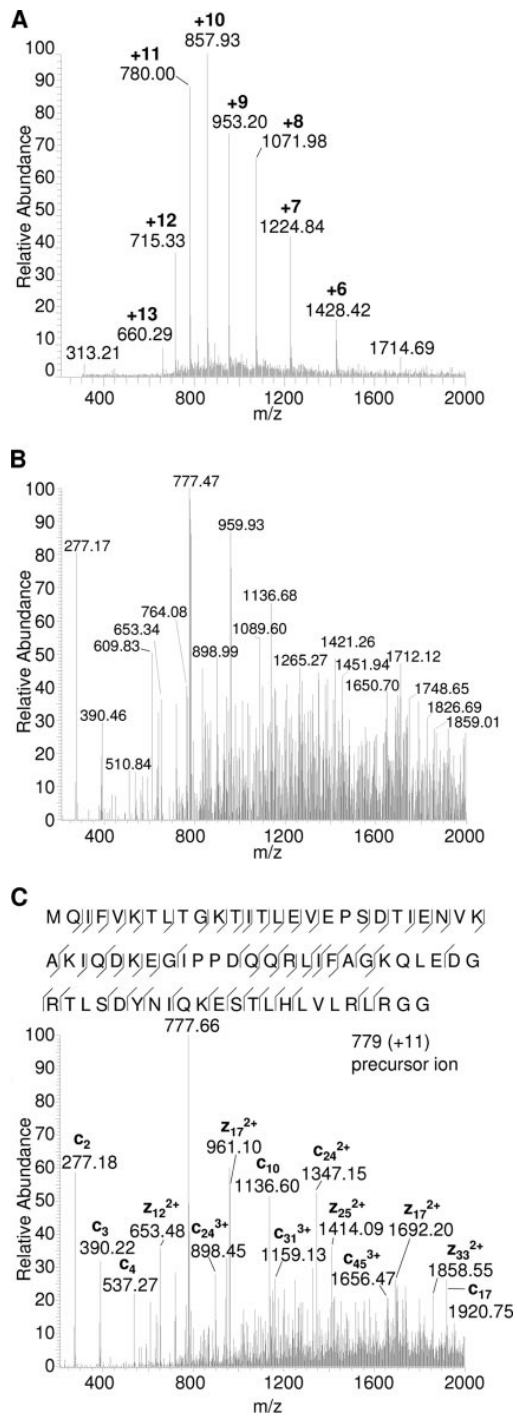 A
+10
857.93
+11
780.00
+9
953.20
+8
1071.98
+7
1224.84
+12
715.33
+13
660.29
+6
1428.42
313.21
1714.69
Relative Abundance
100
90
80
70
60
50
40
30
20
10
0
400 800 1200 1600 2000
m/z
B
777.47
959.93
277.17
764.08
653.34
609.83
1136.68
1089.60
898.99
1421.26
1265.27
1451.94
1712.12
1650.70
1748.65
1826.69
1859.01
390.46
510.84
Relative Abundance
100
90
80
70
60
50
40
30
20
10
0
400 800 1200 1600 2000
m/z
C
M Q I F V K T L T G K T I T L E V E P S D T I E N V K
A K I Q D K E G I P P D Q Q R L I F A G K Q L E D G
R T L S D Y N I Q K E S T L H L V L R L R G G
777.66
779 (+11)
precursor ion
c2
277.18
z17 2+
961.10
c10
1136.60
c24 2+
1347.15
z12 2+
653.48
c3
390.22
c4
537.27
c24 3+
898.45
c31 3+
1159.13
z25 2+
1414.09
z17 2+
1692.20
c45 3+
1656.47
z33 2+
1858.55
c17
1920.75
Relative Abundance
100
90
80
70
60
50
40
30
20
10
0
400 800 1200 1600 2000
m/z